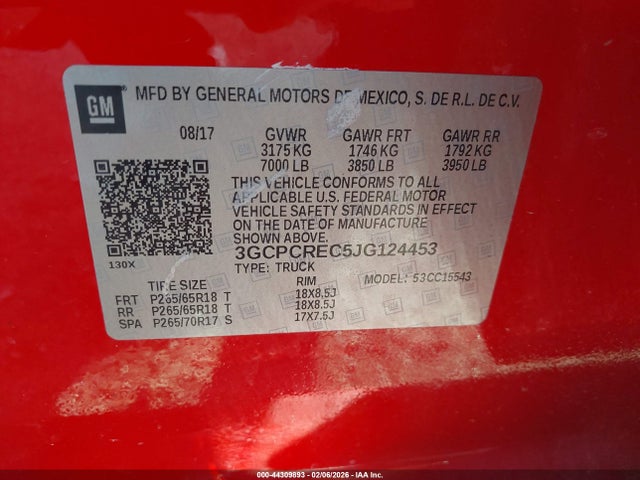 GM MFD BY GENERAL MOTORS DE MEXICO, S. DE R.L. DE C.V.
08/17 GVWR GAWR FRT GAWR RR
3175 KG 1746 KG 1792 KG
7000 LB 3850 LB 3950 LB
THIS VEHICLE CONFORMS TO ALL
APPLICABLE U.S. FEDERAL MOTOR
VEHICLE SAFETY STANDARDS IN EFFECT
ON THE DATE OF MANUFACTURE
SHOWN ABOVE.
3GCPCREC5JG124453
130X
TYPE: TRUCK MODEL: 53CC15543
TIRE SIZE RIM
FRT P265/65R18 T 18X8.5J
RR P265/65R18 T 18X8.5J
SPA P265/70R17 S 17X7.5J
000 - 44309893 - 02/06/2026 - IAA Inc.